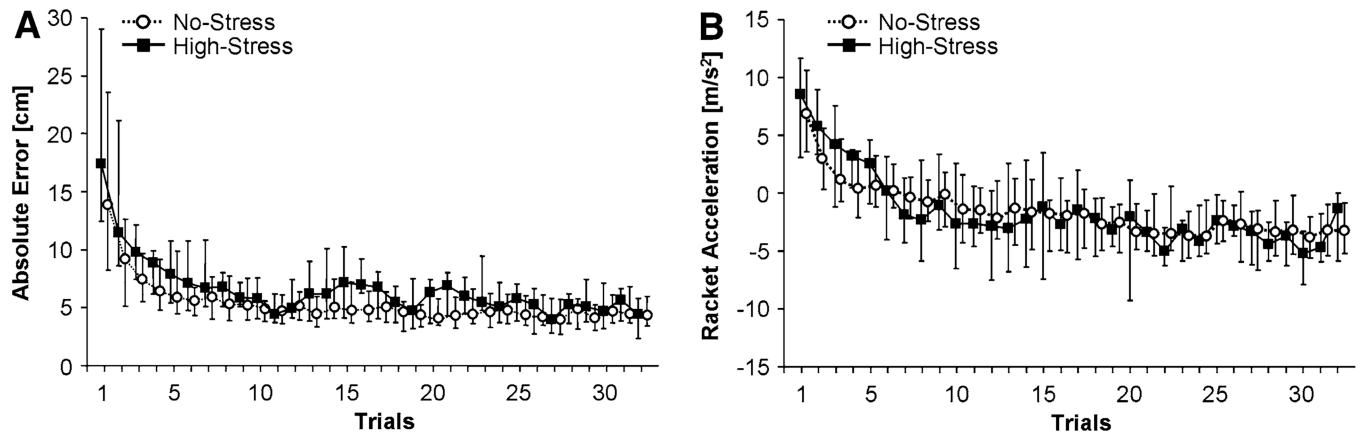 A
No-Stress
High-Stress
Absolute Error [cm]
30
25
20
15
10
5
0
1 5 10 15 20 25 30
Trials
B
No-Stress
High-Stress
Racket Acceleration [m/s²]
15
10
5
0
-5
-10
-15
1 5 10 15 20 25 30
Trials